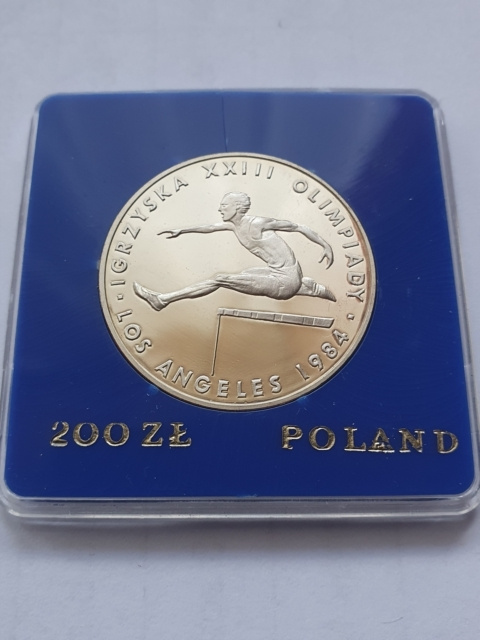 IGRZYSKA XXIII OLIMPIADY
LOS ANGELES 1984
200 ZŁ POLAND